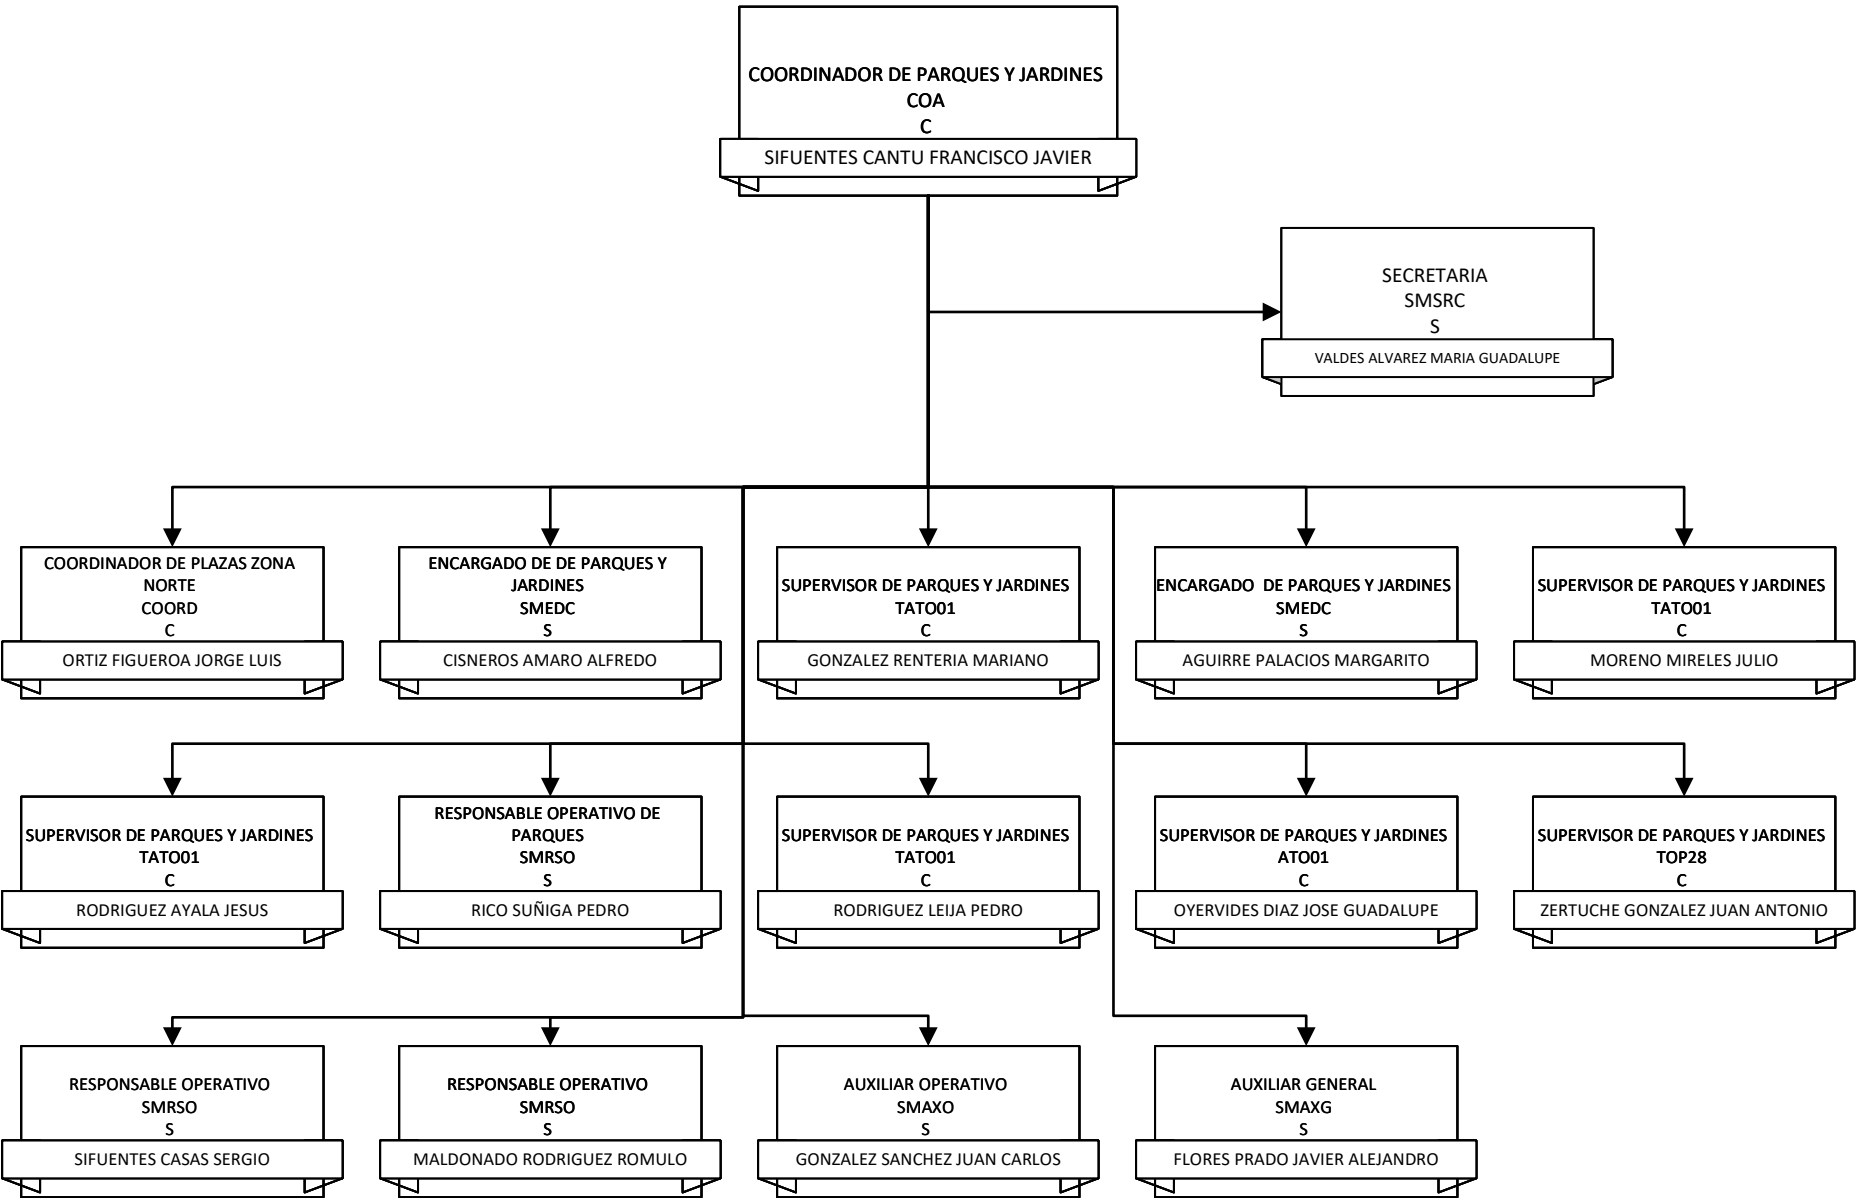 COORDINADOR DE PARQUES Y JARDINES
COA
C
SIFUENTES CANTU FRANCISCO JAVIER
SECRETARIA
SMSRC
S
VALDES ALVAREZ MARIA GUADALUPE
COORDINADOR DE PLAZAS ZONA
NORTE
COORD
C
ORTIZ FIGUEROA JORGE LUIS
ENCARGADO DE DE PARQUES Y
JARDINES
SMEDC
S
CISNEROS AMARO ALFREDO
SUPERVISOR DE PARQUES Y JARDINES
TATO01
C
GONZALEZ RENTERIA MARIANO
ENCARGADO  DE PARQUES Y JARDINES
SMEDC
S
AGUIRRE PALACIOS MARGARITO
SUPERVISOR DE PARQUES Y JARDINES
TATO01
C
MORENO MIRELES JULIO
SUPERVISOR DE PARQUES Y JARDINES
TATO01
C
RODRIGUEZ AYALA JESUS
RESPONSABLE OPERATIVO DE
PARQUES
SMRSO
S
RICO SUÑIGA PEDRO
SUPERVISOR DE PARQUES Y JARDINES
TATO01
C
RODRIGUEZ LEIJA PEDRO
SUPERVISOR DE PARQUES Y JARDINES
ATO01
C
OYERVIDES DIAZ JOSE GUADALUPE
SUPERVISOR DE PARQUES Y JARDINES
TOP28
C
ZERTUCHE GONZALEZ JUAN ANTONIO
RESPONSABLE OPERATIVO
SMRSO
S
SIFUENTES CASAS SERGIO
RESPONSABLE OPERATIVO
SMRSO
S
MALDONADO RODRIGUEZ ROMULO
AUXILIAR OPERATIVO
SMAXO
S
GONZALEZ SANCHEZ JUAN CARLOS
AUXILIAR GENERAL
SMAXG
S
FLORES PRADO JAVIER ALEJANDRO